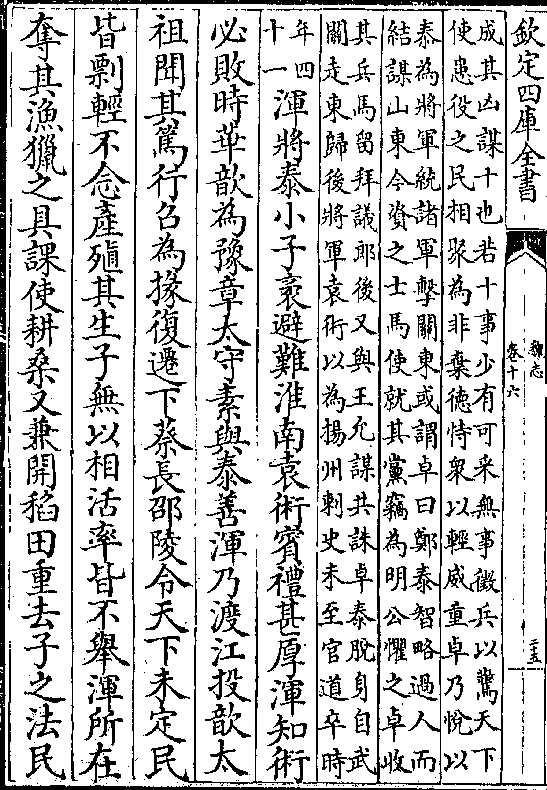 欽定四庫全書
魏志
卷十六
二五
成其凶謀十也若十事少有可采無事徵兵以驚天下
使患役之民相聚為非棄德恃衆以輕威重卓乃悅以
泰為將軍統諸軍擊關東或謂卓曰鄭泰智略過人而
結謀山東今資之士馬使就其黨竊為明公懼之卓收
其兵馬留拜議郎後又與王允謀共誅卓泰脫身自武
關走東歸後將軍袁術以為揚州刺史未至官道卒時
年四
十一
渾將泰小子袤避難淮南袁術賓禮甚厚渾知術
必敗時華歆為豫章太守素與泰善渾乃渡江投歆太
祖聞其篤行召為掾復遷下蔡長邵陵令天下未定民
皆剽輕不念產殖其生子無以相活率皆不舉渾所在
奪其漁獵之具課使耕桑又兼開稻田重去子之法民